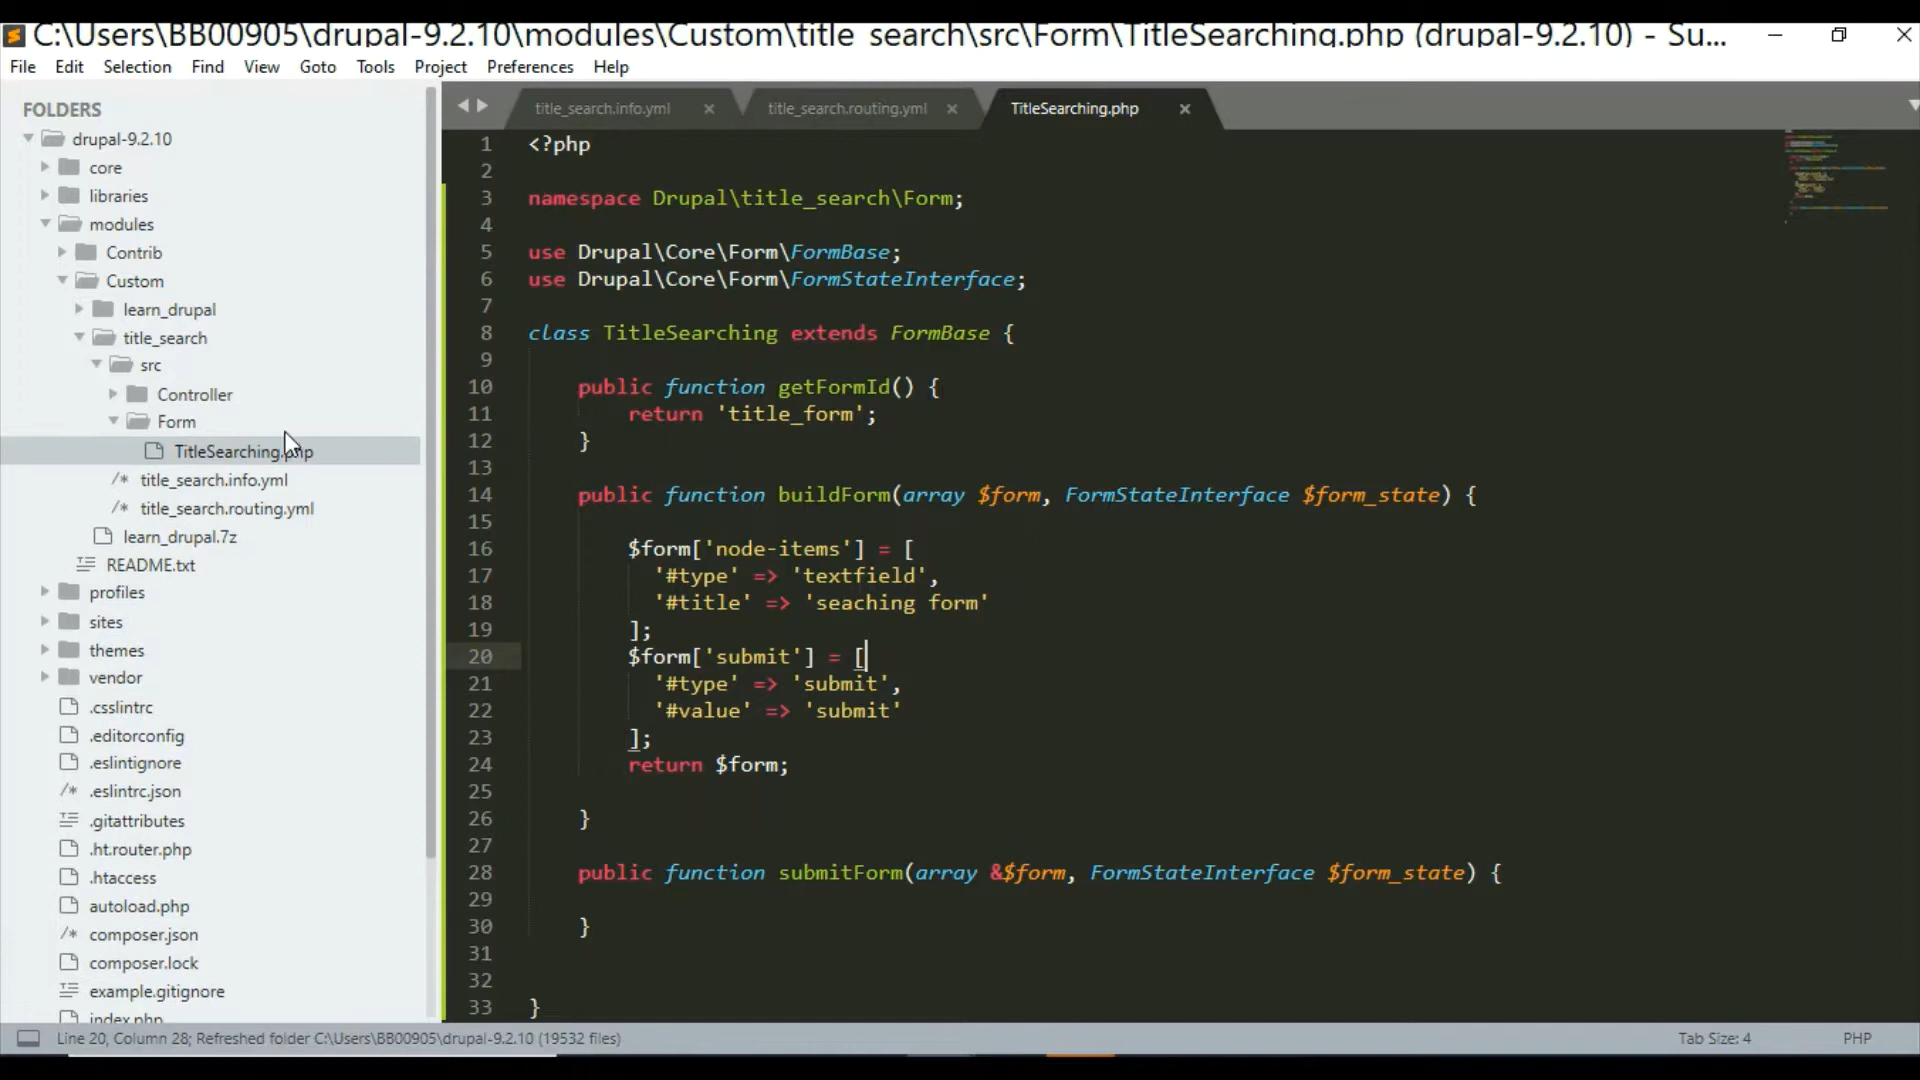 C:\Users\BB00905\drupal-9.2.10\modules\Custom\title_search\src\Form\TitleSearching.php (drupal-9.2.10) - Su...
File Edit Selection Find View Goto Tools Project Preferences Help
FOLDERS
drupal-9.2.10
core
libraries
modules
Contrib
Custom
learn_drupal
title_search
src
Controller
Form
TitleSearching.php
/* title_search.info.yml
/* title_search.routing.yml
learn_drupal.7z
README.txt
profiles
sites
themes
vendor
.csslintrc
.editorconfig
.eslintignore
/* .eslintrc.json
.gitattributes
.ht.router.php
.htaccess
autoload.php
/* composer.json
composer.lock
example.gitignore
index.php
title_search.info.yml × title_search.routing.yml × TitleSearching.php ×
1 <?php
2
3 namespace Drupal\title_search\Form;
4
5 use Drupal\Core\Form\FormBase;
6 use Drupal\Core\Form\FormStateInterface;
7
8 class TitleSearching extends FormBase {
9
10 public function getFormId() {
11 return 'title_form';
12 }
13
14 public function buildForm(array $form, FormStateInterface $form_state) {
15
16 $form['node-items'] = [
17 '#type' => 'textfield',
18 '#title' => 'seaching form'
19 ];
20 $form['submit'] = [
21 '#type' => 'submit',
22 '#value' => 'submit'
23 ];
24 return $form;
25
26 }
27
28 public function submitForm(array &$form, FormStateInterface $form_state) {
29
30 }
31
32
33 }
Line 20, Column 28; Refreshed folder C:\Users\BB00905\drupal-9.2.10 (19532 files) Tab Size: 4 PHP